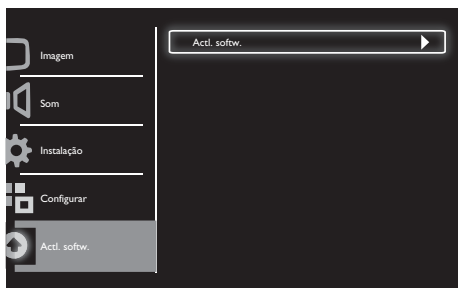 Imagem
Som
Instalação
Configurar
Actl. softw.
Actl. softw.